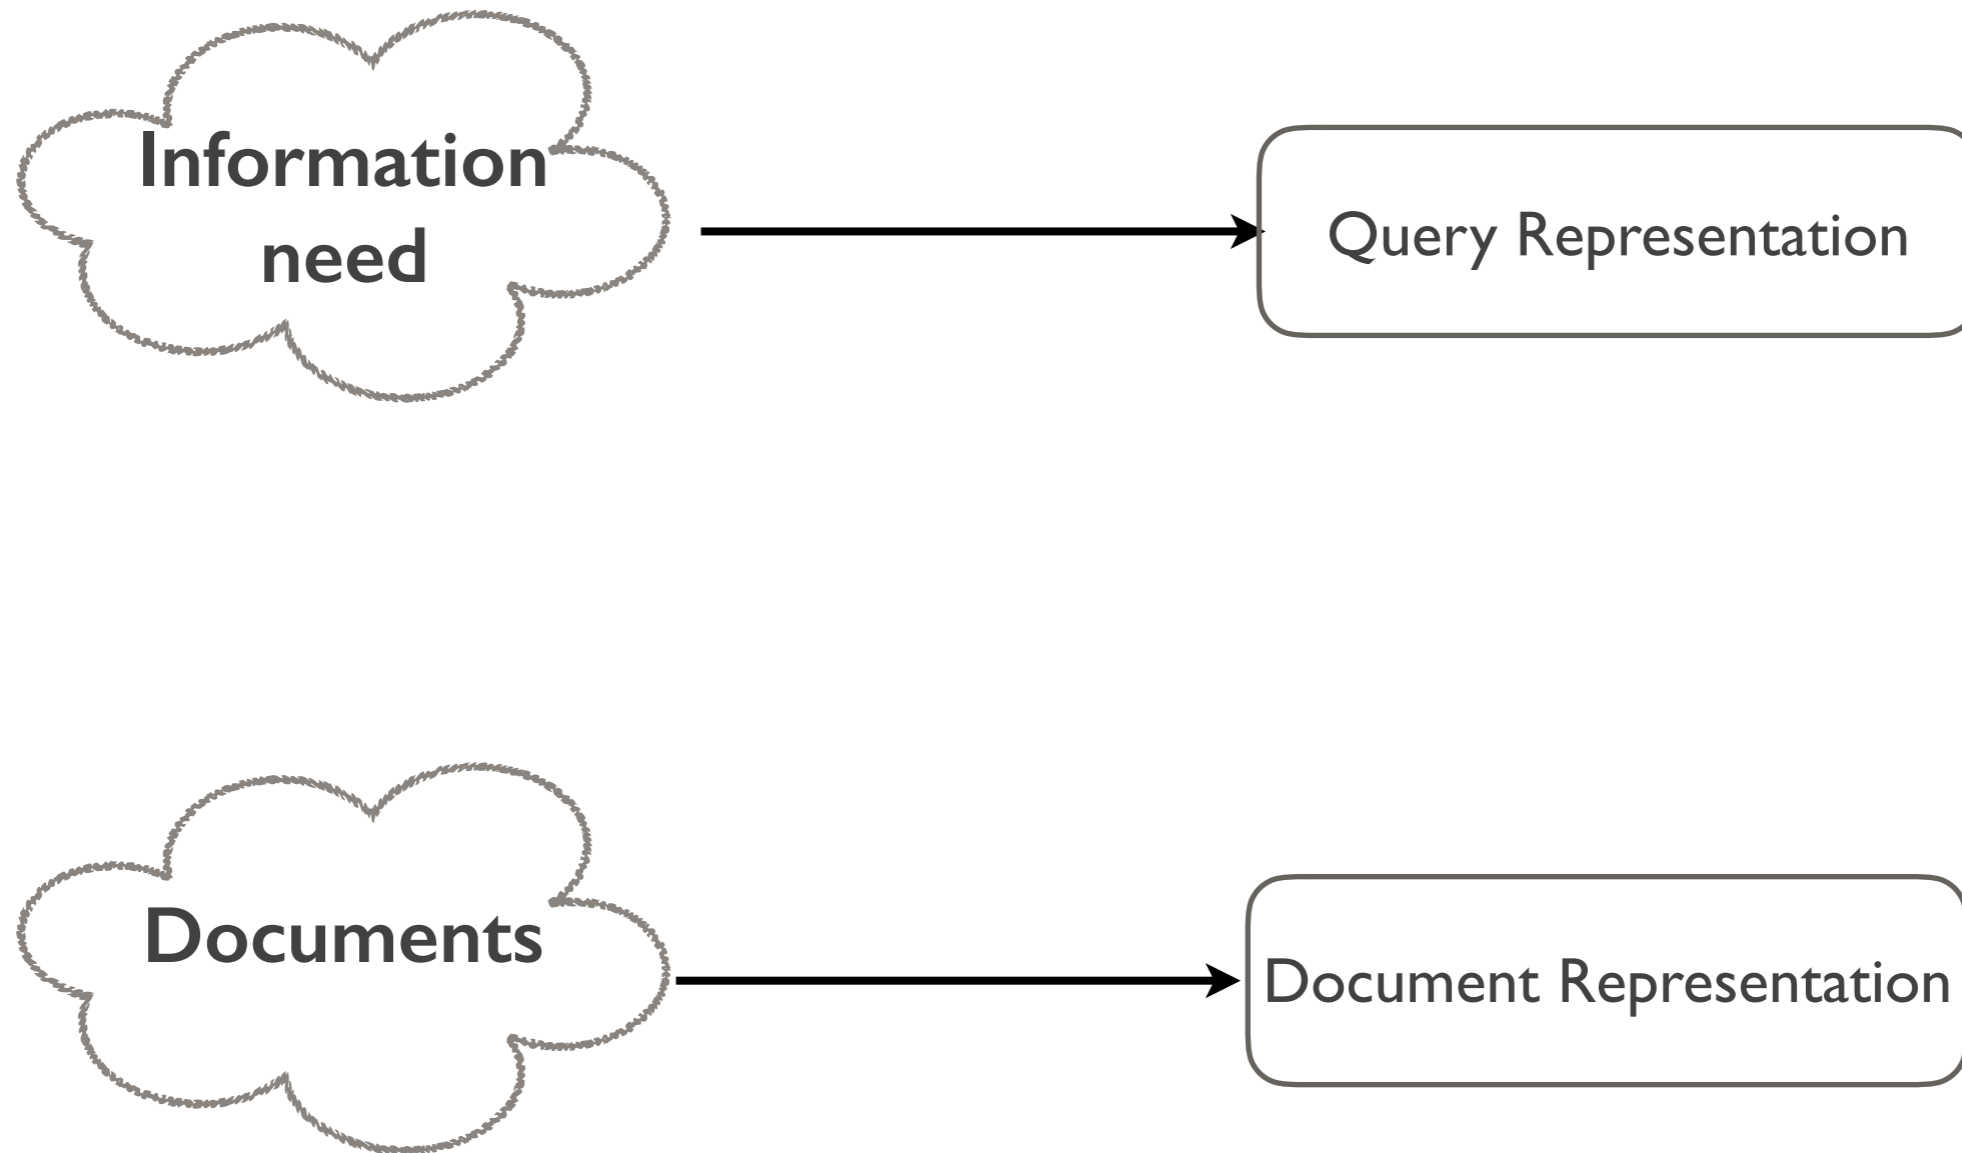 Information
need
Query Representation
Documents
Document Representation